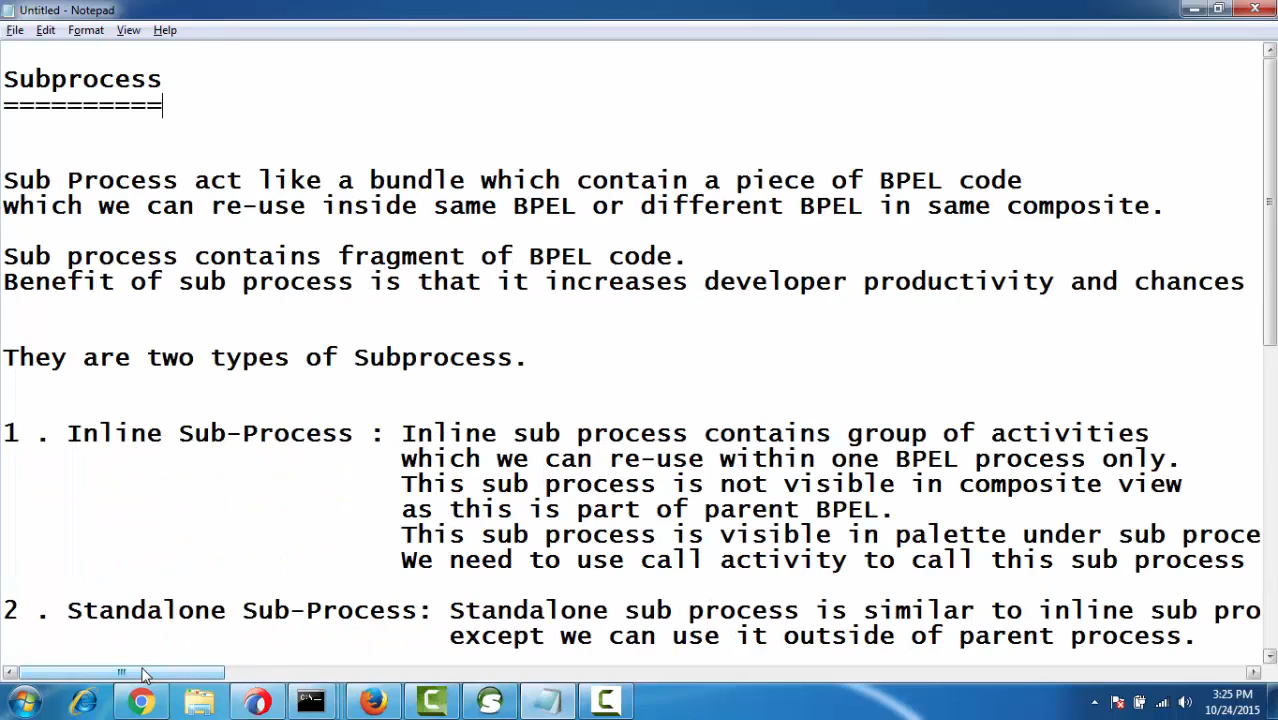 Untitled - Notepad
File Edit Format View Help
Subprocess
==========
Sub Process act like a bundle which contain a piece of BPEL code
which we can re-use inside same BPEL or different BPEL in same composite.
Sub process contains fragment of BPEL code.
Benefit of sub process is that it increases developer productivity and chances
They are two types of Subprocess.
1 . Inline Sub-Process : Inline sub process contains group of activities
which we can re-use within one BPEL process only.
This sub process is not visible in composite view
as this is part of parent BPEL.
This sub process is visible in palette under sub proce
We need to use call activity to call this sub process
2 . Standalone Sub-Process: Standalone sub process is similar to inline sub pro
except we can use it outside of parent process.
3:25 PM
10/24/2015